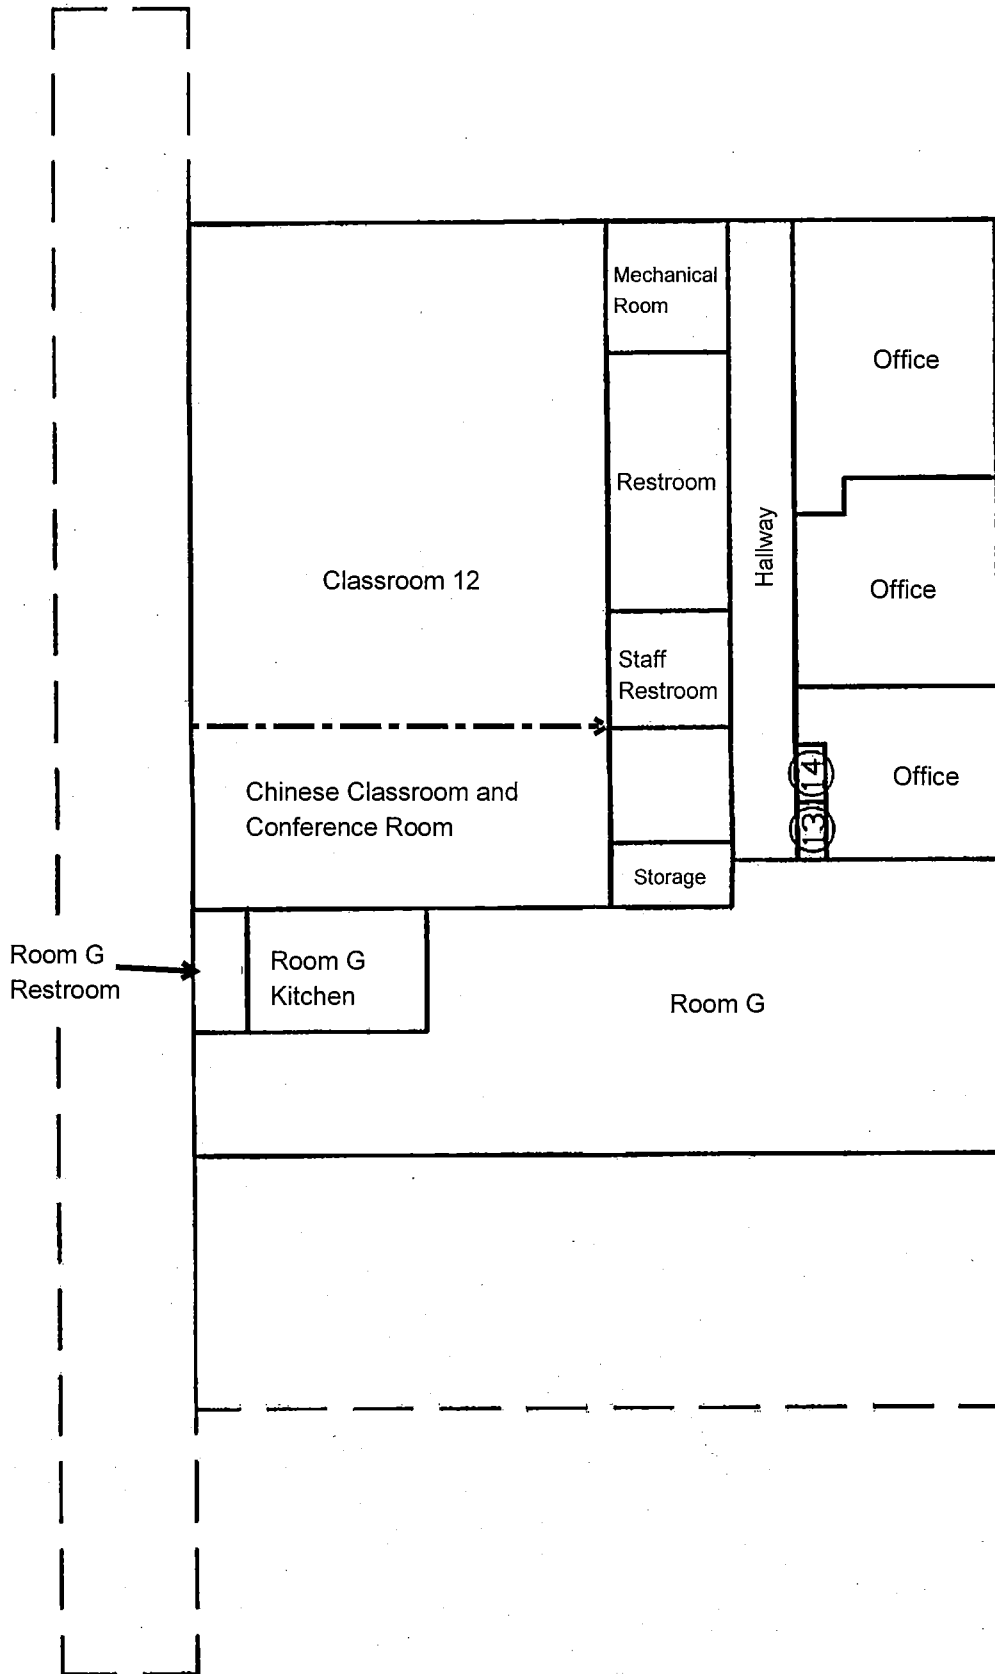 Mechanical
Room
Office
Restroom
Hallway
Classroom 12
Office
Staff
Restroom
14
Office
Chinese Classroom and
Conference Room
13
Storage
Room G
Restroom
Room G
Kitchen
Room G